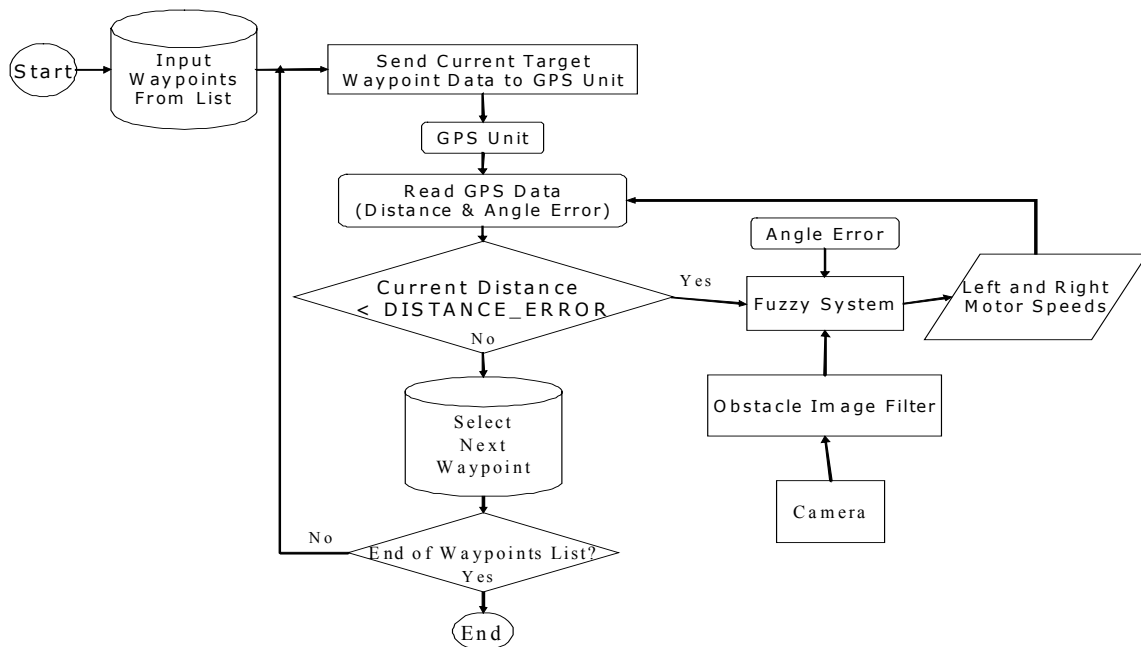 Start
Input
Waypoints
From List
Send Current Target
Waypoint Data to GPS Unit
GPS Unit
Read GPS Data
(Distance & Angle Error)
Angle Error
Current Distance
< DISTANCE_ERROR
Yes
No
Fuzzy System
Left and Right
Motor Speeds
Obstacle Image Filter
Camera
Select
Next
Waypoint
No
End of Waypoints List?
Yes
End